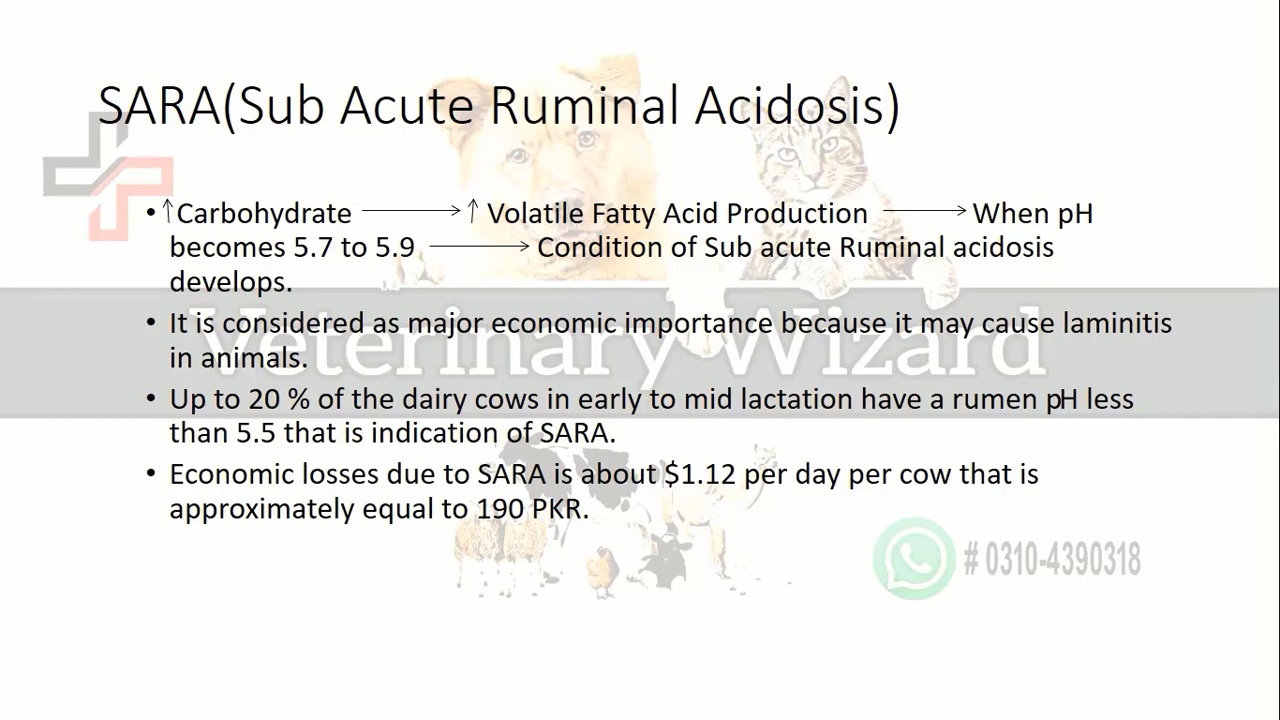 SARA(Sub Acute Ruminal Acidosis)
• ↑Carbohydrate ⟶ ↑ Volatile Fatty Acid Production ⟶ When pH
becomes 5.7 to 5.9 ⟶ Condition of Sub acute Ruminal acidosis
develops.
• It is considered as major economic importance because it may cause laminitis
in animals.
Veterinary Wizard
• Up to 20 % of the dairy cows in early to mid lactation have a rumen pH less
than 5.5 that is indication of SARA.
• Economic losses due to SARA is about $1.12 per day per cow that is
approximately equal to 190 PKR.
# 0310-4390318